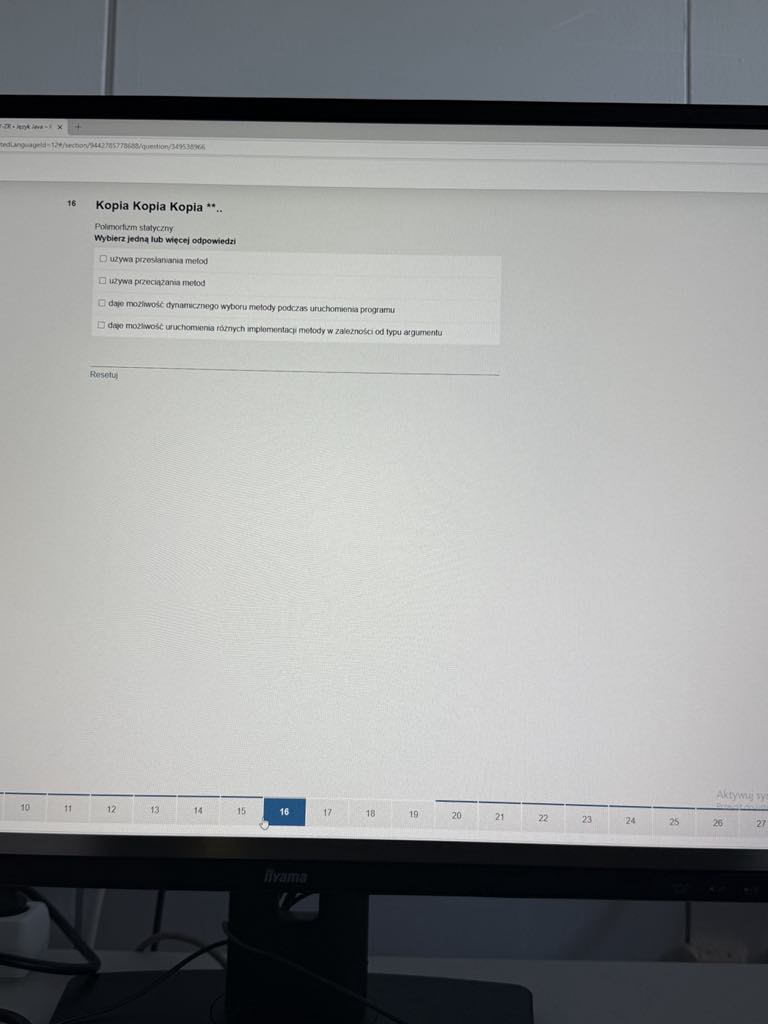 Język Java –
tedLanguageId=12#/section/9442785778688/question/349538966
16 Kopia Kopia Kopia **..
Polimorfizm statyczny:
Wybierz jedną lub więcej odpowiedzi
używa przesłaniania metod
używa przeciążania metod
daje możliwość dynamicznego wyboru metody podczas uruchomienia programu
daje możliwość uruchomienia różnych implementacji metody w zależności od typu argumentu
Resetuj
Aktywuj sys
10 11 12 13 14 15 16 17 18 19 20 21 22 23 24 25 26 27
iiyama